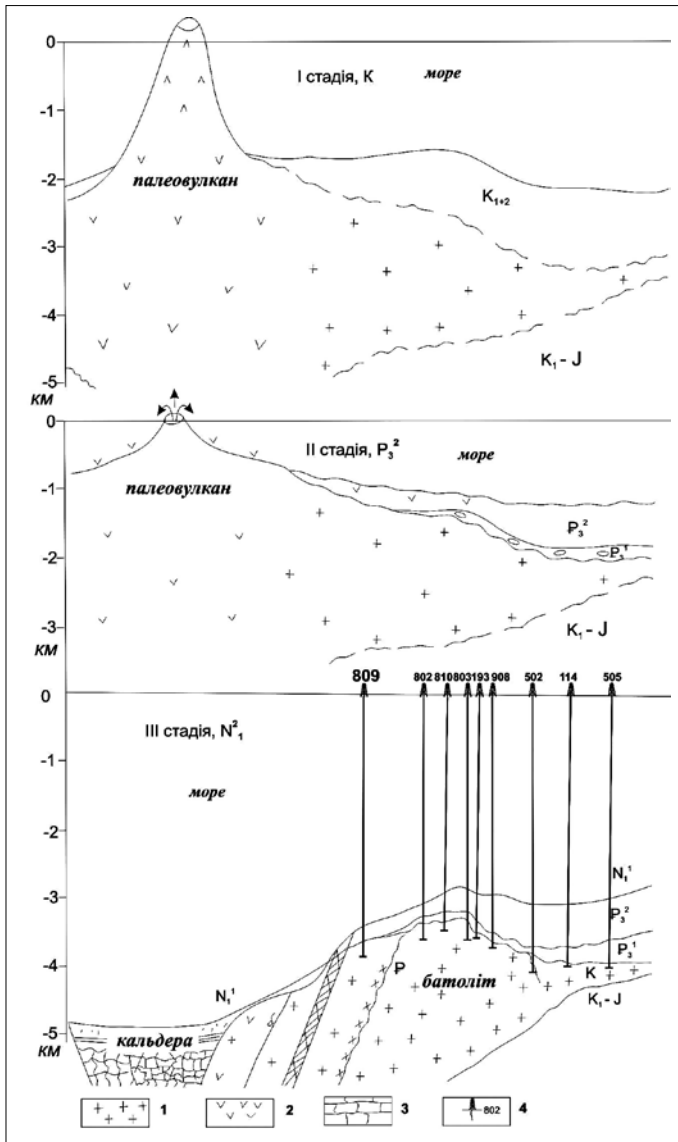 0
I стадія, К
море
-1
-2
палеовулкан
K₁₊₂
-3
-4
K₁ - J
-5
КМ
0
II стадія, P₃²
море
-1
палеовулкан
P₃²
P₃¹
-2
-3
K₁ - J
КМ
809 802 810 803 193 908 502 114 505
0
III стадія, N₁²
-1
море
-2
N₁¹
-3
P₃²
P₃¹
-4
P
батоліт
K
K₁ - J
N₁¹
-5
кальдера
КМ
1 2 3 802 4